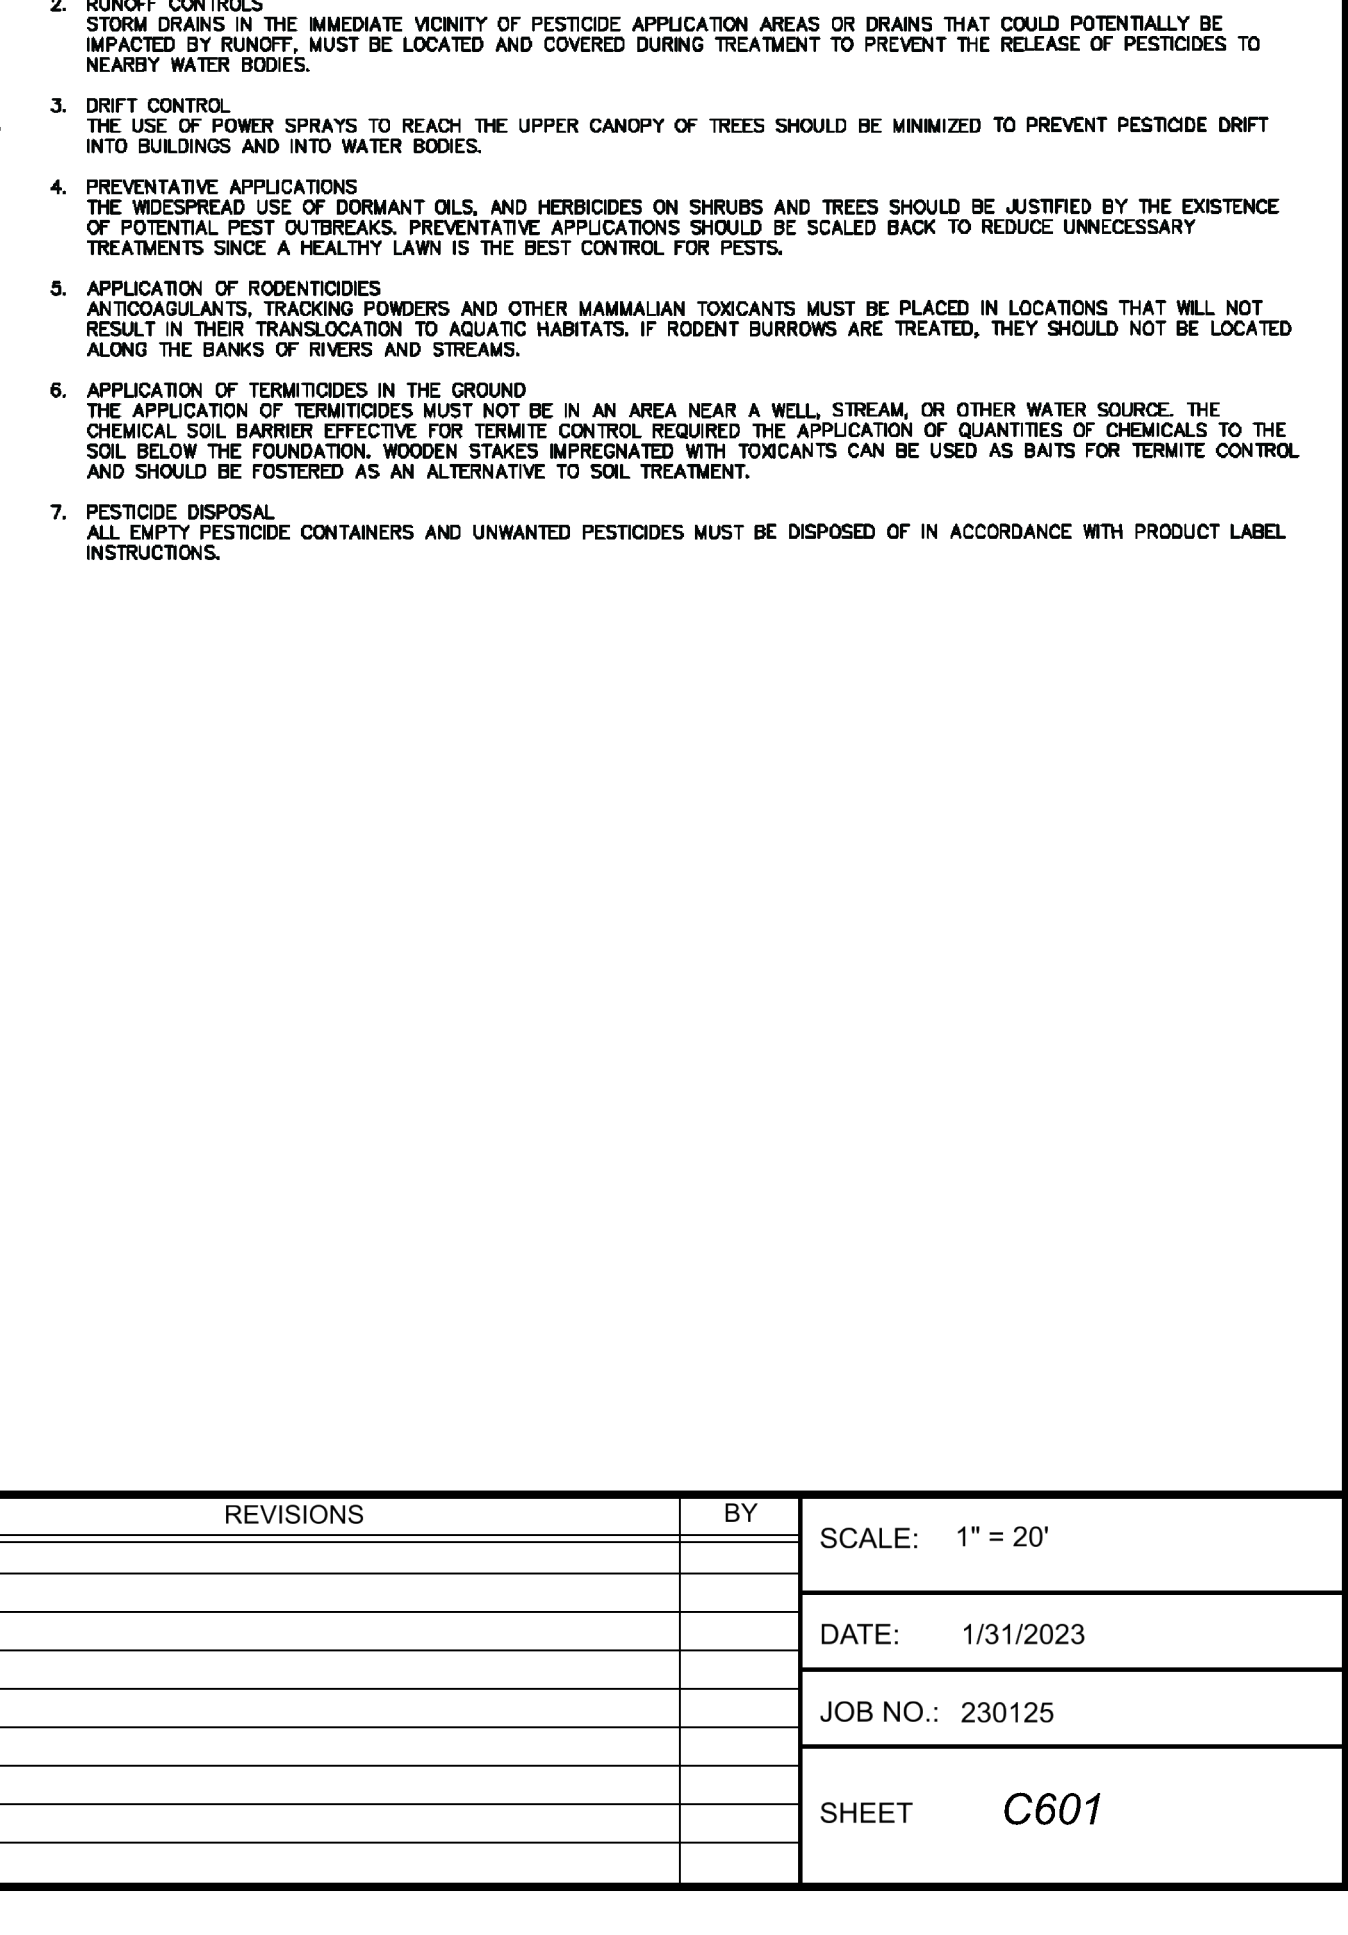 2. RUNOFF CONTROLS
STORM DRAINS IN THE IMMEDIATE VICINITY OF PESTICIDE APPLICATION AREAS OR DRAINS THAT COULD POTENTIALLY BE
IMPACTED BY RUNOFF, MUST BE LOCATED AND COVERED DURING TREATMENT TO PREVENT THE RELEASE OF PESTICIDES TO
NEARBY WATER BODIES.
3. DRIFT CONTROL
THE USE OF POWER SPRAYS TO REACH THE UPPER CANOPY OF TREES SHOULD BE MINIMIZED TO PREVENT PESTICIDE DRIFT
INTO BUILDINGS AND INTO WATER BODIES.
4. PREVENTATIVE APPLICATIONS
THE WIDESPREAD USE OF DORMANT OILS, AND HERBICIDES ON SHRUBS AND TREES SHOULD BE JUSTIFIED BY THE EXISTENCE
OF POTENTIAL PEST OUTBREAKS. PREVENTATIVE APPLICATIONS SHOULD BE SCALED BACK TO REDUCE UNNECESSARY
TREATMENTS SINCE A HEALTHY LAWN IS THE BEST CONTROL FOR PESTS.
5. APPLICATION OF RODENTICIDIES
ANTICOAGULANTS, TRACKING POWDERS AND OTHER MAMMALIAN TOXICANTS MUST BE PLACED IN LOCATIONS THAT WILL NOT
RESULT IN THEIR TRANSLOCATION TO AQUATIC HABITATS. IF RODENT BURROWS ARE TREATED, THEY SHOULD NOT BE LOCATED
ALONG THE BANKS OF RIVERS AND STREAMS.
6. APPLICATION OF TERMITICIDES IN THE GROUND
THE APPLICATION OF TERMITICIDES MUST NOT BE IN AN AREA NEAR A WELL, STREAM, OR OTHER WATER SOURCE. THE
CHEMICAL SOIL BARRIER EFFECTIVE FOR TERMITE CONTROL REQUIRED THE APPLICATION OF QUANTITIES OF CHEMICALS TO THE
SOIL BELOW THE FOUNDATION. WOODEN STAKES IMPREGNATED WITH TOXICANTS CAN BE USED AS BAITS FOR TERMITE CONTROL
AND SHOULD BE FOSTERED AS AN ALTERNATIVE TO SOIL TREATMENT.
7. PESTICIDE DISPOSAL
ALL EMPTY PESTICIDE CONTAINERS AND UNWANTED PESTICIDES MUST BE DISPOSED OF IN ACCORDANCE WITH PRODUCT LABEL
INSTRUCTIONS.
REVISIONS BY
SCALE: 1" = 20'
DATE: 1/31/2023
JOB NO.: 230125
SHEET C601